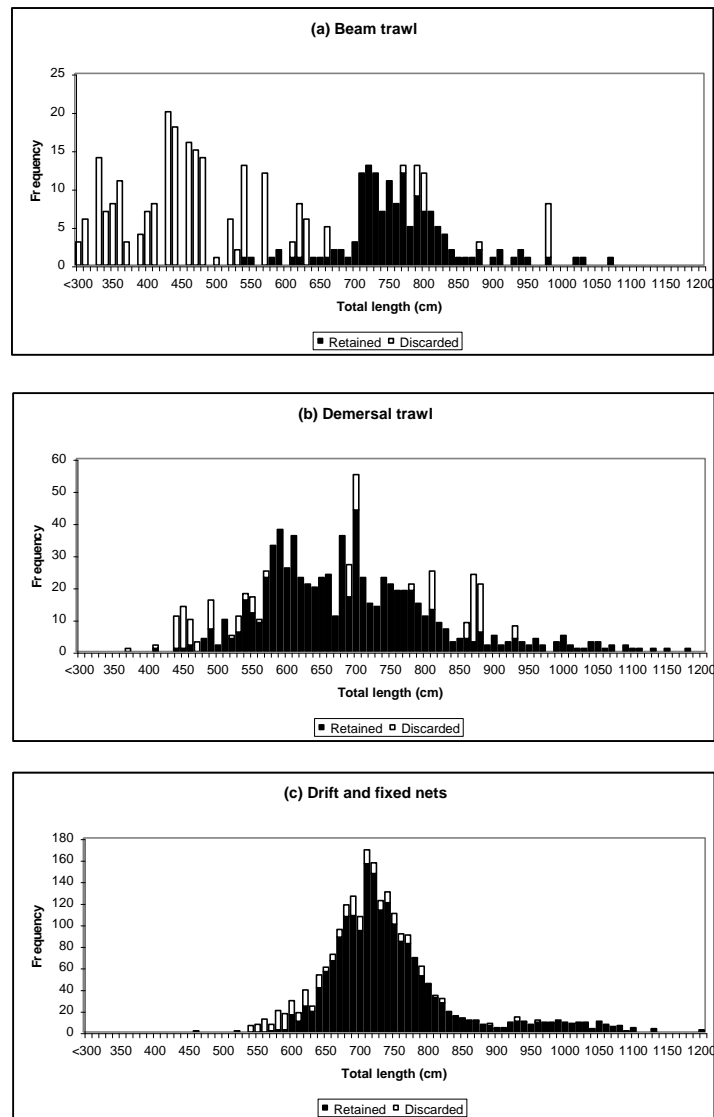 (a) Beam trawl
25
20
15
10
5
0
Frequency
<300 350 400 450 500 550 600 650 700 750 800 850 900 950 1000 1050 1100 1150 1200
Total length (cm)
Retained Discarded
(b) Demersal trawl
60
50
40
30
20
10
0
Frequency
<300 350 400 450 500 550 600 650 700 750 800 850 900 950 1000 1050 1100 1150 1200
Total length (cm)
Retained Discarded
(c) Drift and fixed nets
180
160
140
120
100
80
60
40
20
0
Frequency
<300 350 400 450 500 550 600 650 700 750 800 850 900 950 1000 1050 1100 1150 1200
Total length (cm)
Retained Discarded